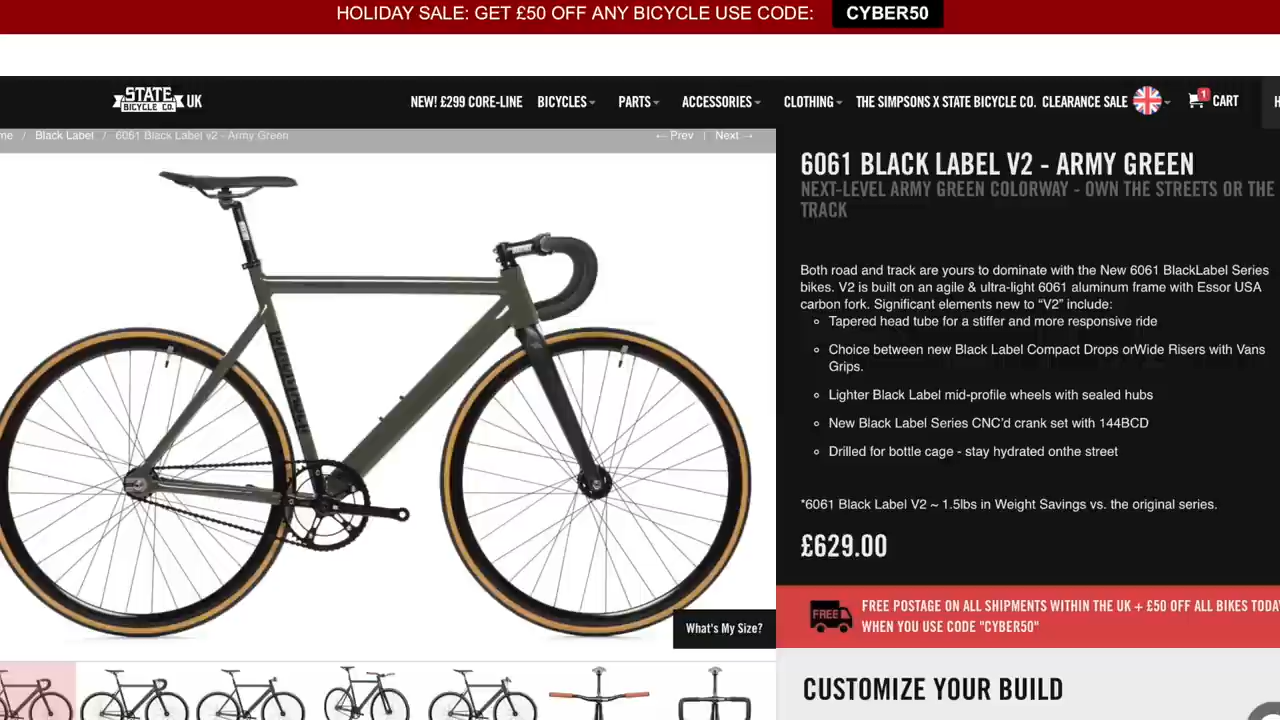 HOLIDAY SALE: GET £50 OFF ANY BICYCLE USE CODE: CYBER50
STATE BICYCLE CO. UK
NEW! £299 CORE-LINE BICYCLES PARTS ACCESSORIES CLOTHING THE SIMPSONS X STATE BICYCLE CO. CLEARANCE SALE 1 CART
me / Black Label / 6061 Black Label v2 - Army Green ← Prev | Next →
6061 BLACK LABEL V2 - ARMY GREEN
NEXT-LEVEL ARMY GREEN COLORWAY - OWN THE STREETS OR THE
TRACK
Both road and track are yours to dominate with the New 6061 BlackLabel Series
bikes. V2 is built on an agile & ultra-light 6061 aluminum frame with Essor USA
carbon fork. Significant elements new to “V2” include:
Tapered head tube for a stiffer and more responsive ride
Choice between new Black Label Compact Drops orWide Risers with Vans
Grips.
Lighter Black Label mid-profile wheels with sealed hubs
New Black Label Series CNC’d crank set with 144BCD
Drilled for bottle cage - stay hydrated onthe street
*6061 Black Label V2 ~ 1.5lbs in Weight Savings vs. the original series.
£629.00
FREE
FREE POSTAGE ON ALL SHIPMENTS WITHIN THE UK + £50 OFF ALL BIKES TODA
WHEN YOU USE CODE "CYBER50"
What's My Size?
CUSTOMIZE YOUR BUILD